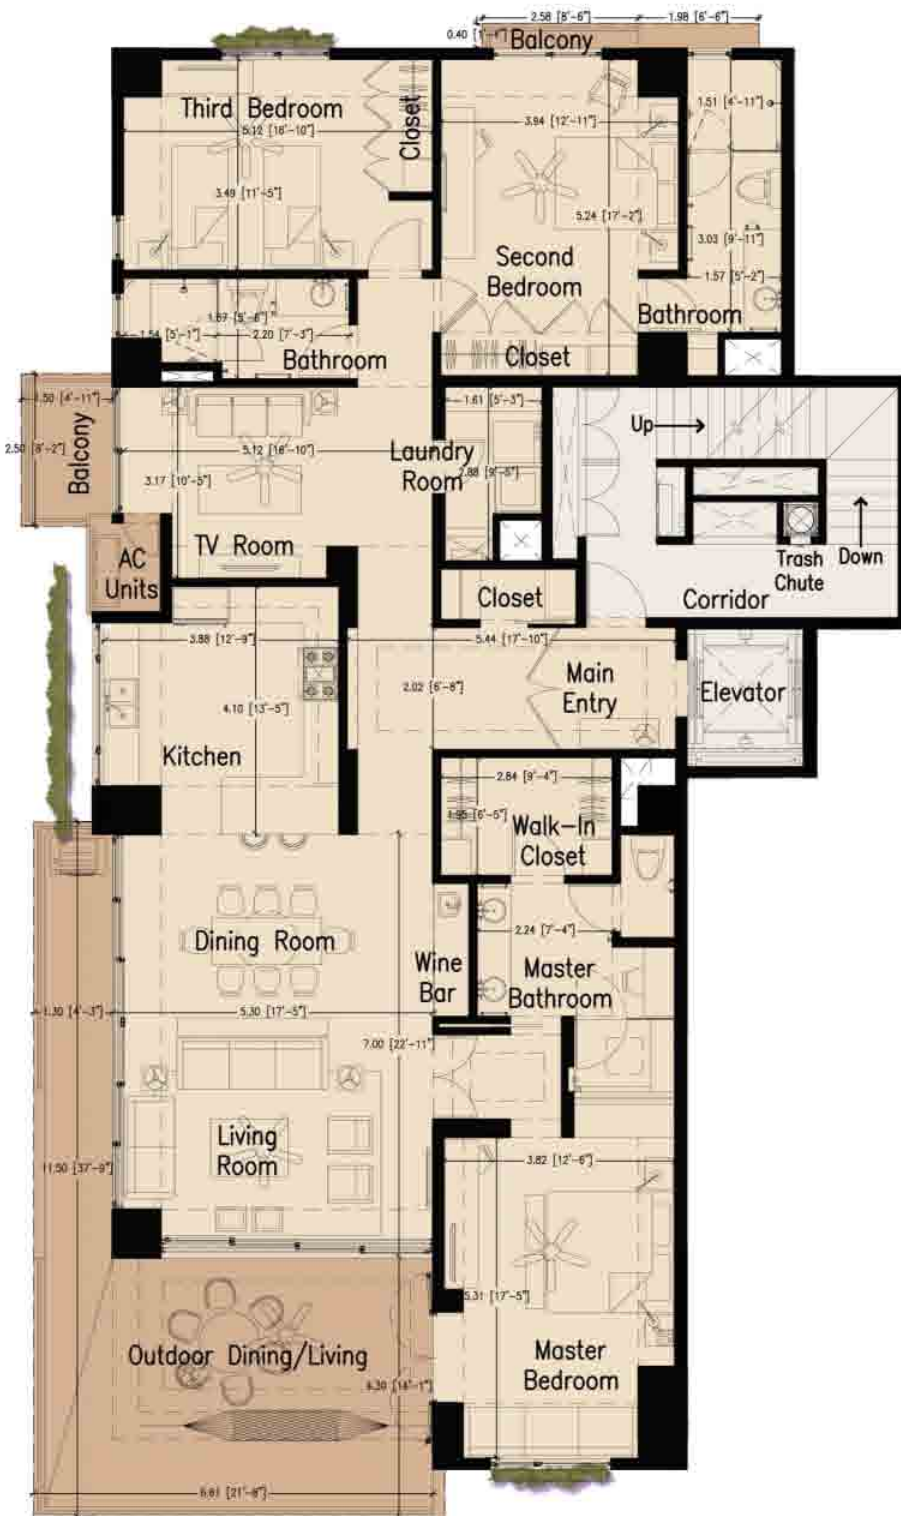 2.58 [8'-6"]
1.98 [6'-6"]
0.40 [1'-4"]
Balcony
Third Bedroom
5.12 [16'-10"]
Closet
3.49 [11'-5"]
3.94 [12'-11"]
1.51 [4'-11"]
5.24 [17'-2"]
3.03 [9'-11"]
1.57 [5'-2"]
Second
Bedroom
Bathroom
Closet
[5'-6"]
1.54 [5'-1"]
2.20 [7'-3"]
Bathroom
1.50 [4'-11"]
2.50 [8'-2"]
Balcony
5.12 [16'-10"]
3.17 [10'-5"]
TV Room
1.61 [5'-3"]
Laundry
Room
2.88 [9'-5"]
Up
Down
Trash
Chute
Corridor
AC
Units
Closet
3.88 [12'-9"]
5.44 [17'-10"]
4.10 [13'-5"]
2.02 [6'-8"]
Main
Entry
Elevator
Kitchen
2.84 [9'-4"]
1.95 [6'-5"]
Walk-In
Closet
Dining Room
2.24 [7'-4"]
Wine
Bar
Master
Bathroom
1.30 [4'-3"]
5.30 [17'-5"]
7.00 [22'-11"]
Living
Room
11.50 [37'-9"]
3.82 [12'-6"]
5.31 [17'-5"]
Outdoor Dining/Living
4.30 [14'-1"]
Master
Bedroom
6.61 [21'-8"]